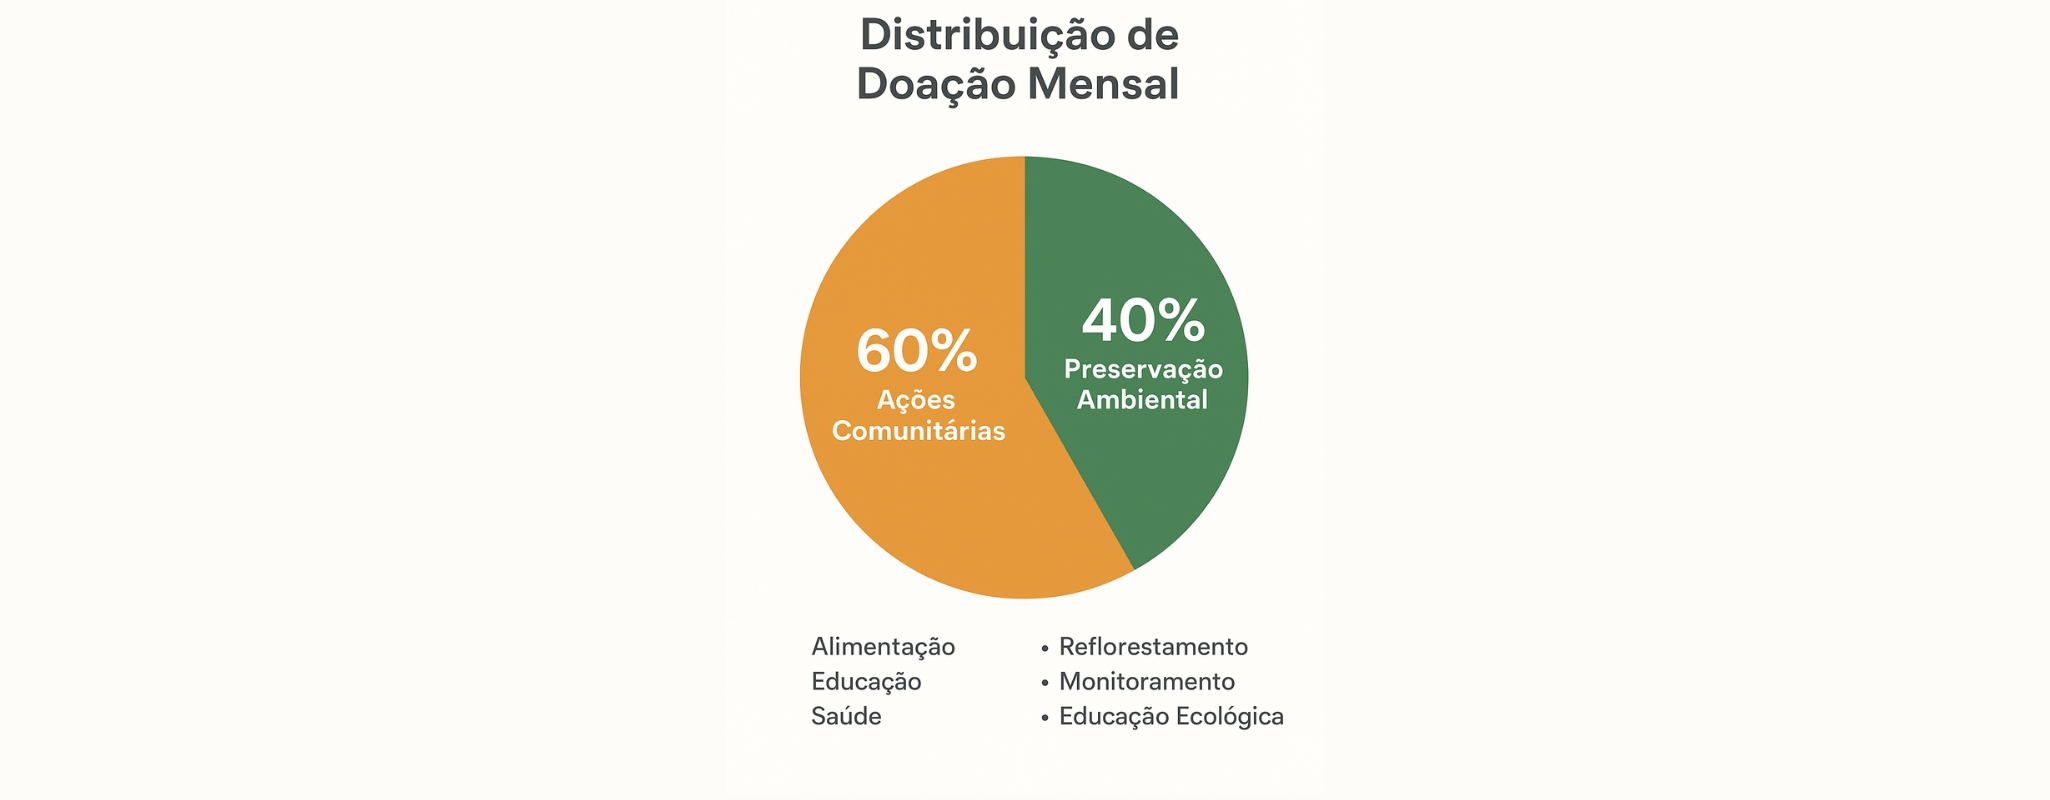 Distribuição de
Doação Mensal
60%
Ações
Comunitárias
40%
Preservação
Ambiental
Alimentação
Educação
Saúde
• Reflorestamento
• Monitoramento
• Educação Ecológica